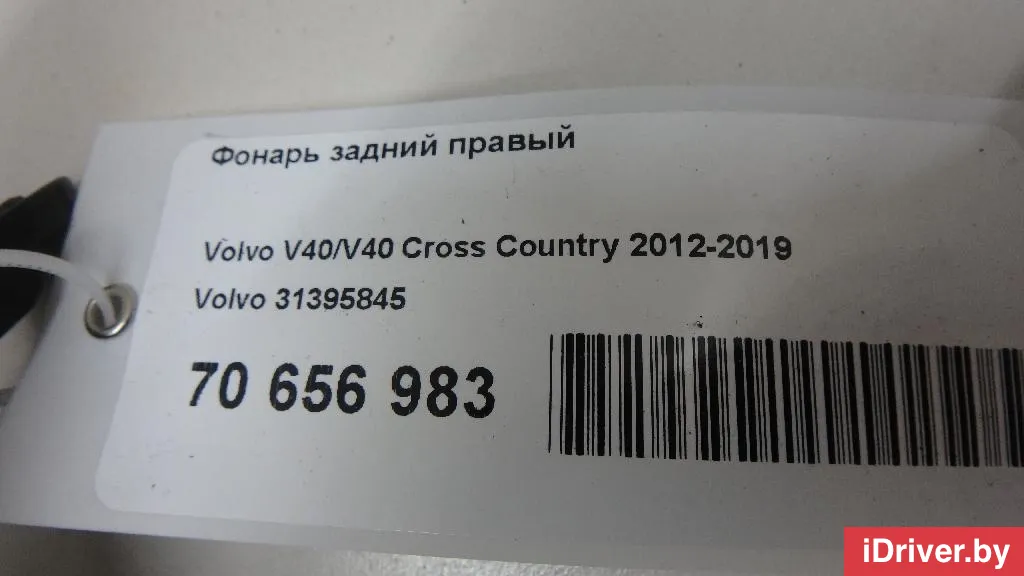 Фонарь задний правый
Volvo V40/V40 Cross Country 2012-2019
Volvo 31395845
70 656 983
iDriver.by